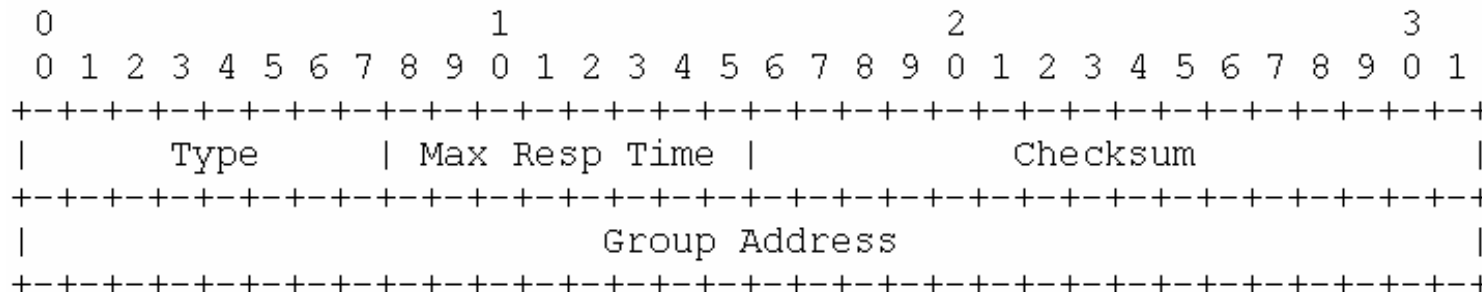 0                   1                   2                   3
0 1 2 3 4 5 6 7 8 9 0 1 2 3 4 5 6 7 8 9 0 1 2 3 4 5 6 7 8 9 0 1
+-+-+-+-+-+-+-+-+-+-+-+-+-+-+-+-+-+-+-+-+-+-+-+-+-+-+-+-+-+-+-+-+
|      Type     | Max Resp Time |           Checksum            |
+-+-+-+-+-+-+-+-+-+-+-+-+-+-+-+-+-+-+-+-+-+-+-+-+-+-+-+-+-+-+-+-+
|                         Group Address                         |
+-+-+-+-+-+-+-+-+-+-+-+-+-+-+-+-+-+-+-+-+-+-+-+-+-+-+-+-+-+-+-+-+